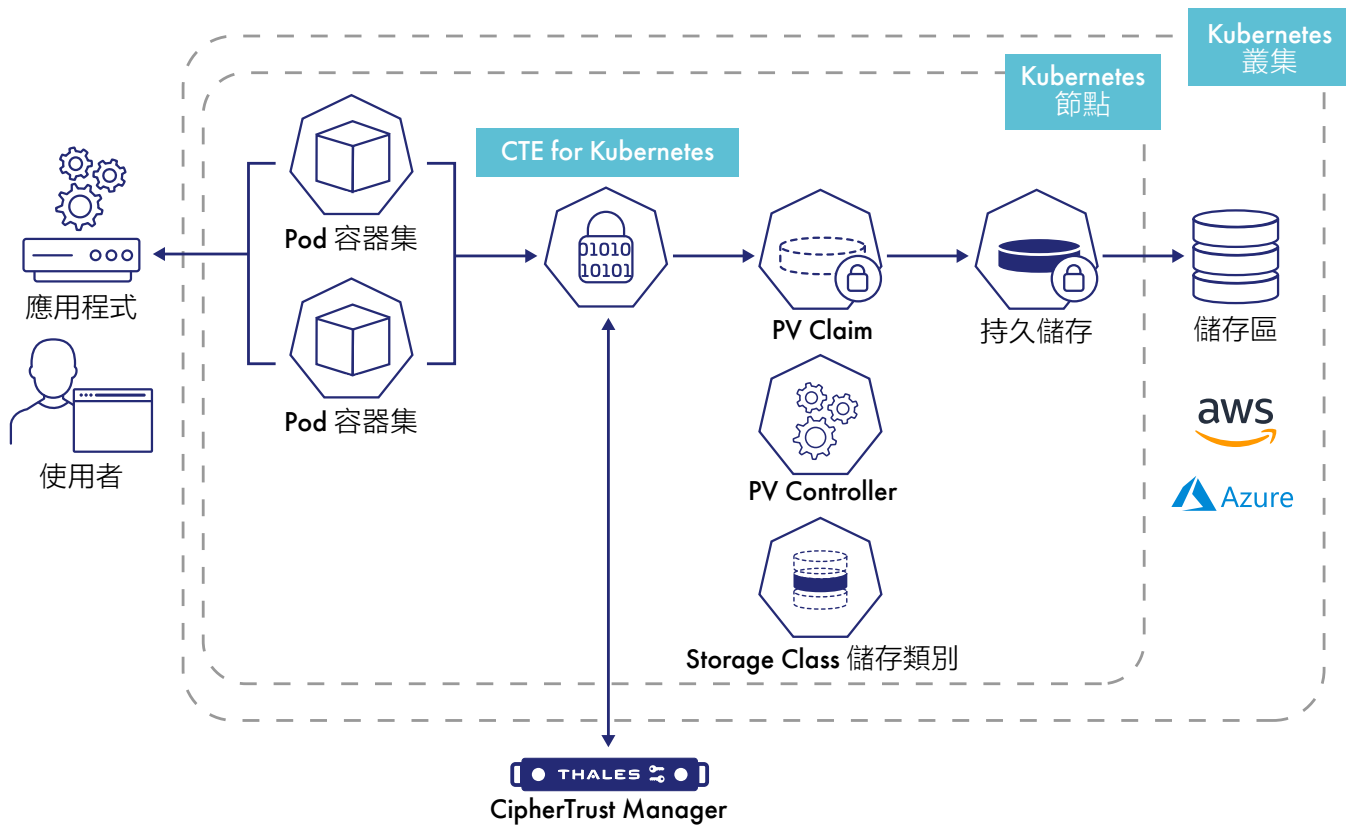 Kubernetes
叢集
Kubernetes
節點
CTE for Kubernetes
Pod 容器集
01010
10101
應用程式
PV Claim
持久儲存
儲存區
Pod 容器集
aws
使用者
PV Controller
Azure
Storage Class 儲存類別
THALES
CipherTrust Manager